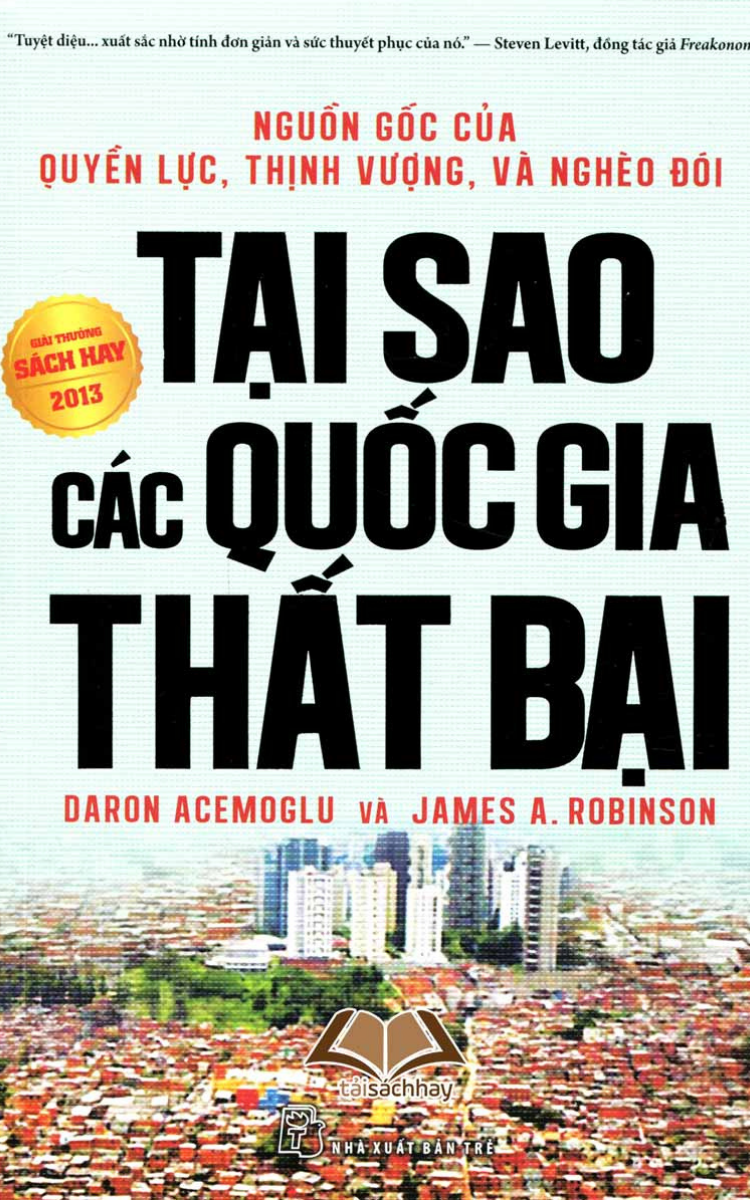 “Tuyệt diệu... xuất sắc nhờ tính đơn giản và sức thuyết phục của nó.” — Steven Levitt, đồng tác giả Freakonom
NGUỒN GỐC CỦA
QUYỀN LỰC, THỊNH VƯỢNG, VÀ NGHÈO ĐÓI
TẠI SAO
GIẢI THƯỞNG
SÁCH HAY
2013
CÁC QUỐC GIA
THẤT BẠI
DARON ACEMOGLU VÀ JAMES A. ROBINSON
tảisáchhay
T
NHÀ XUẤT BẢN TRẺ